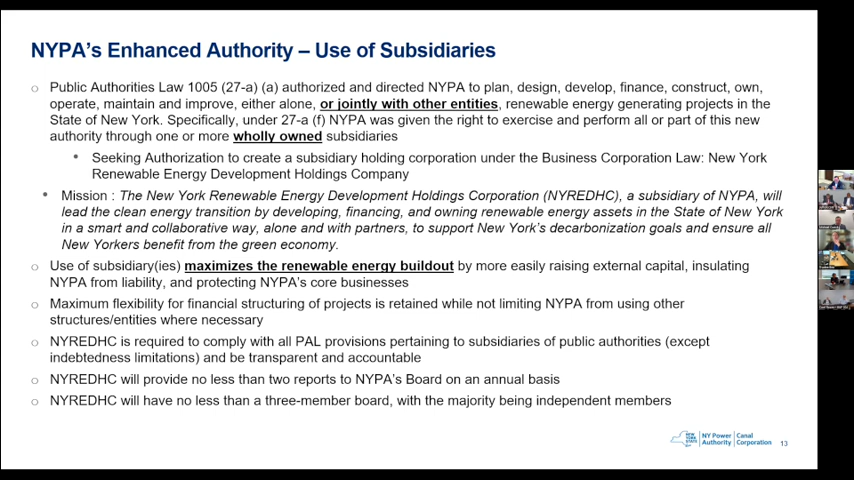 NYPA's Enhanced Authority – Use of Subsidiaries
○ Public Authorities Law 1005 (27-a) (a) authorized and directed NYPA to plan, design, develop, finance, construct, own,
operate, maintain and improve, either alone, or jointly with other entities, renewable energy generating projects in the
State of New York. Specifically, under 27-a (f) NYPA was given the right to exercise and perform all or part of this new
authority through one or more wholly owned subsidiaries
• Seeking Authorization to create a subsidiary holding corporation under the Business Corporation Law: New York
Renewable Energy Development Holdings Company
• Mission : The New York Renewable Energy Development Holdings Corporation (NYREDHC), a subsidiary of NYPA, will
lead the clean energy transition by developing, financing, and owning renewable energy assets in the State of New York
in a smart and collaborative way, alone and with partners, to support New York's decarbonization goals and ensure all
New Yorkers benefit from the green economy.
○ Use of subsidiary(ies) maximizes the renewable energy buildout by more easily raising external capital, insulating
NYPA from liability, and protecting NYPA's core businesses
○ Maximum flexibility for financial structuring of projects is retained while not limiting NYPA from using other
structures/entities where necessary
○ NYREDHC is required to comply with all PAL provisions pertaining to subsidiaries of public authorities (except
indebtedness limitations) and be transparent and accountable
○ NYREDHC will provide no less than two reports to NYPA's Board on an annual basis
○ NYREDHC will have no less than a three-member board, with the majority being independent members
NEW YORK STATE
NY Power Authority
Canal Corporation
13